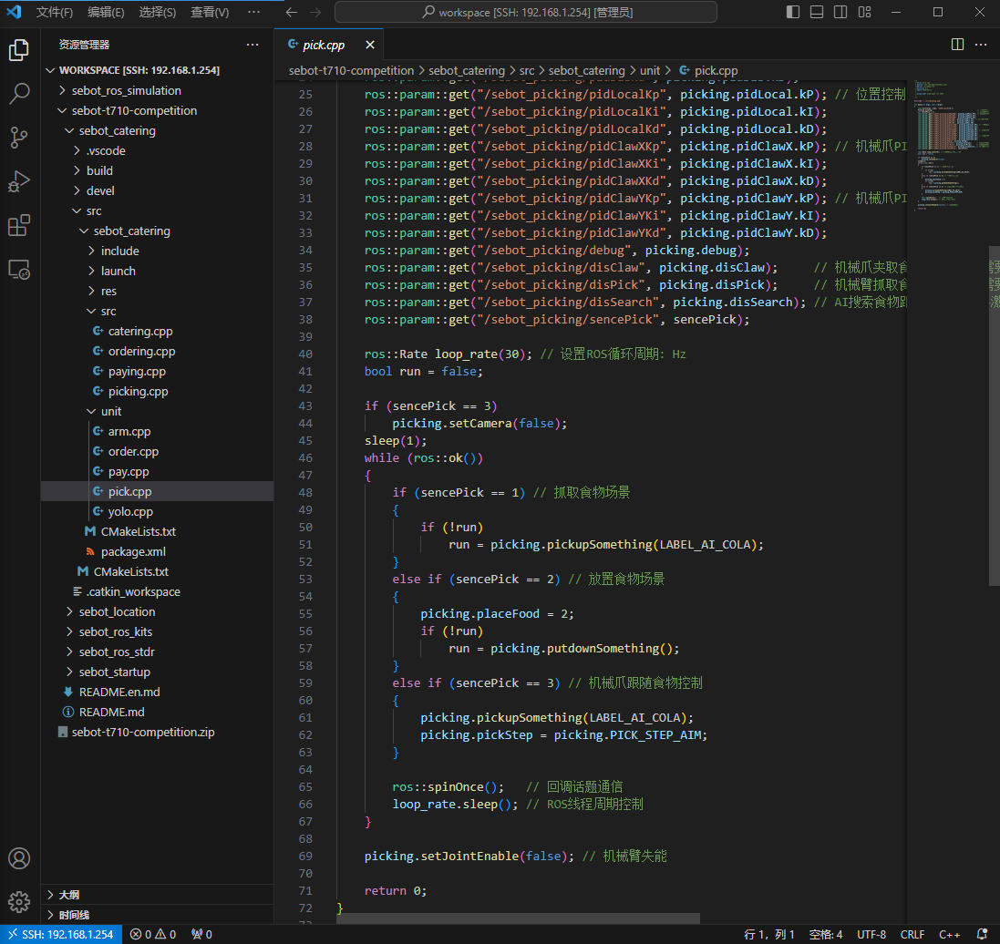 文件(F) 编辑(E) 选择(S) 查看(V) ··· workspace [SSH: 192.168.1.254] [管理员]
资源管理器
WORKSPACE [SSH: 192.168.1.254]
sebot_ros_simulation
sebot-t710-competition
sebot_catering
.vscode
build
devel
src
sebot_catering
include
launch
res
src
catering.cpp
ordering.cpp
paying.cpp
picking.cpp
unit
arm.cpp
order.cpp
pay.cpp
pick.cpp
yolo.cpp
CMakeLists.txt
package.xml
CMakeLists.txt
.catkin_workspace
sebot_location
sebot_ros_kits
sebot_ros_stdr
sebot_startup
README.en.md
README.md
sebot-t710-competition.zip
大纲
时间线
pick.cpp
sebot-t710-competition > sebot_catering > src > sebot_catering > unit > pick.cpp
25 ros::param::get("/sebot_picking/pidLocalKp", picking.pidLocal.kP); // 位置控制
26 ros::param::get("/sebot_picking/pidLocalKi", picking.pidLocal.kI);
27 ros::param::get("/sebot_picking/pidLocalKd", picking.pidLocal.kD);
28 ros::param::get("/sebot_picking/pidClawXKp", picking.pidClawX.kP); // 机械爪PI
29 ros::param::get("/sebot_picking/pidClawXKi", picking.pidClawX.kI);
30 ros::param::get("/sebot_picking/pidClawXKd", picking.pidClawX.kD);
31 ros::param::get("/sebot_picking/pidClawYKp", picking.pidClawY.kP); // 机械爪PI
32 ros::param::get("/sebot_picking/pidClawYKi", picking.pidClawY.kI);
33 ros::param::get("/sebot_picking/pidClawYKd", picking.pidClawY.kD);
34 ros::param::get("/sebot_picking/debug", picking.debug);
35 ros::param::get("/sebot_picking/disClaw", picking.disClaw); // 机械爪夹取食
36 ros::param::get("/sebot_picking/disPick", picking.disPick); // 机械臂抓取食
37 ros::param::get("/sebot_picking/disSearch", picking.disSearch); // AI搜索食物距
38 ros::param::get("/sebot_picking/sencePick", sencePick);
39
40 ros::Rate loop_rate(30); // 设置ROS循环周期: Hz
41 bool run = false;
42
43 if (sencePick == 3)
44 picking.setCamera(false);
45 sleep(1);
46 while (ros::ok())
47 {
48 if (sencePick == 1) // 抓取食物场景
49 {
50 if (!run)
51 run = picking.pickupSomething(LABEL_AI_COLA);
52 }
53 else if (sencePick == 2) // 放置食物场景
54 {
55 picking.placeFood = 2;
56 if (!run)
57 run = picking.putdownSomething();
58 }
59 else if (sencePick == 3) // 机械爪跟随食物控制
60 {
61 picking.pickupSomething(LABEL_AI_COLA);
62 picking.pickStep = picking.PICK_STEP_AIM;
63 }
64
65 ros::spinOnce(); // 回调话题通信
66 loop_rate.sleep(); // ROS线程周期控制
67 }
68
69 picking.setJointEnable(false); // 机械臂失能
70
71 return 0;
72 }
SSH: 192.168.1.254 0 0 0 行 1，列 1 空格: 4 UTF-8 CRLF C++